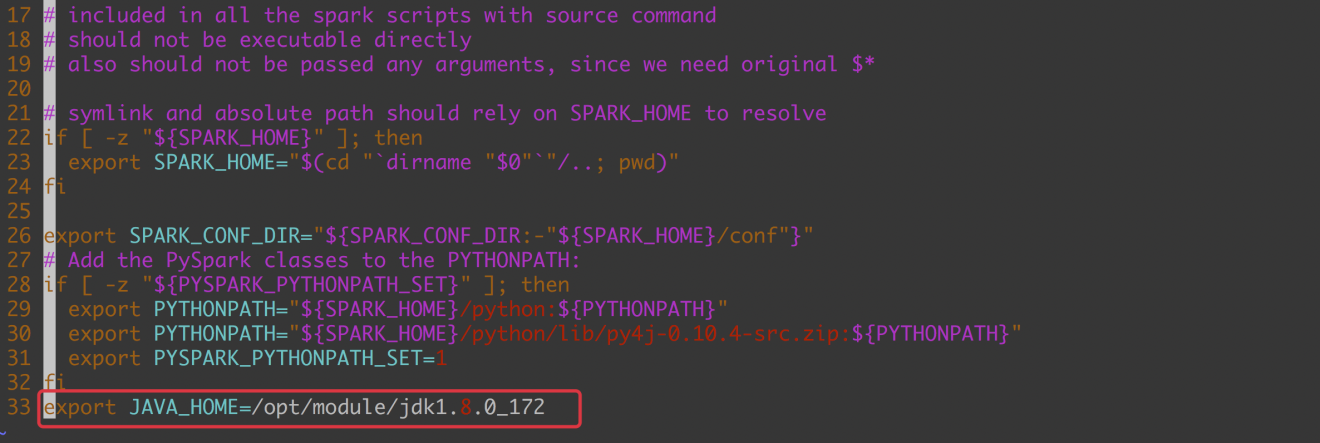 17 # included in all the spark scripts with source command
18 # should not be executable directly
19 # also should not be passed any arguments, since we need original $*
20
21 # symlink and absolute path should rely on SPARK_HOME to resolve
22 if [ -z "${SPARK_HOME}" ]; then
23   export SPARK_HOME="$(cd "`dirname "$0"`"/..; pwd)"
24 fi
25
26 export SPARK_CONF_DIR="${SPARK_CONF_DIR:-"${SPARK_HOME}/conf"}"
27 # Add the PySpark classes to the PYTHONPATH:
28 if [ -z "${PYSPARK_PYTHONPATH_SET}" ]; then
29   export PYTHONPATH="${SPARK_HOME}/python:${PYTHONPATH}"
30   export PYTHONPATH="${SPARK_HOME}/python/lib/py4j-0.10.4-src.zip:${PYTHONPATH}"
31   export PYSPARK_PYTHONPATH_SET=1
32 fi
33 export JAVA_HOME=/opt/module/jdk1.8.0_172
~